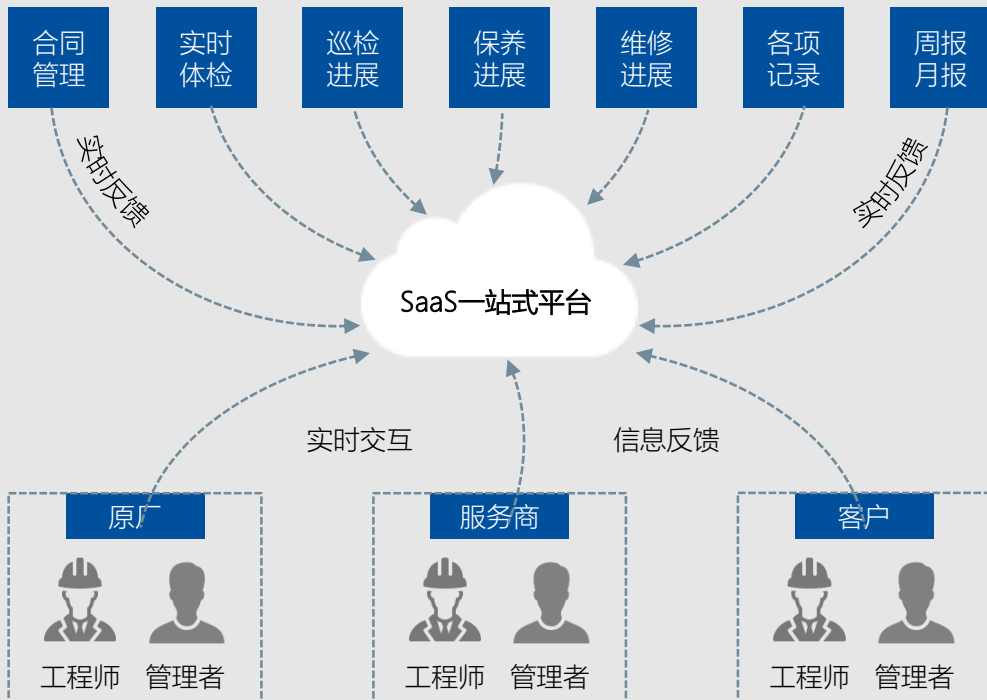 合同
管理
实时
体检
巡检
进展
保养
进展
维修
进展
各项
记录
周报
月报
实时反馈
实时反馈
SaaS一站式平台
实时交互
信息反馈
原厂
服务商
客户
工程师
管理者
工程师
管理者
工程师
管理者